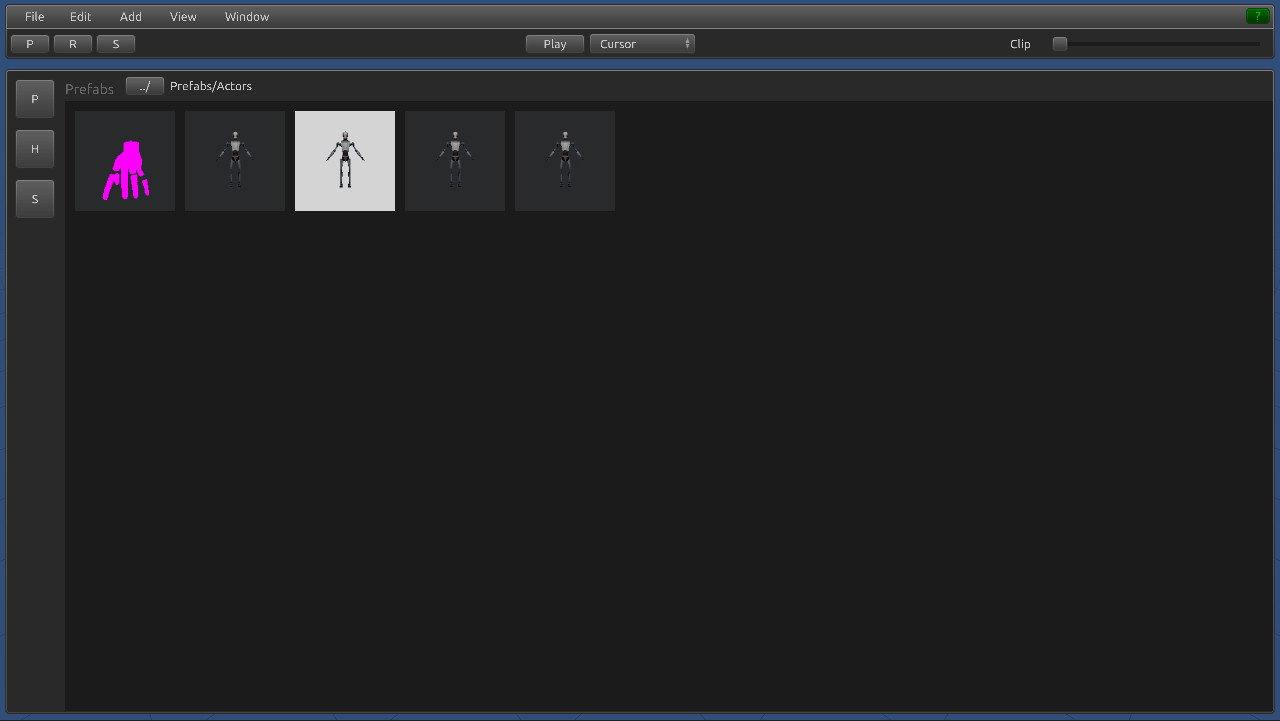 File Edit Add View Window ?
P R S Play Cursor Clip
P Prefabs ../ Prefabs/Actors
H
S